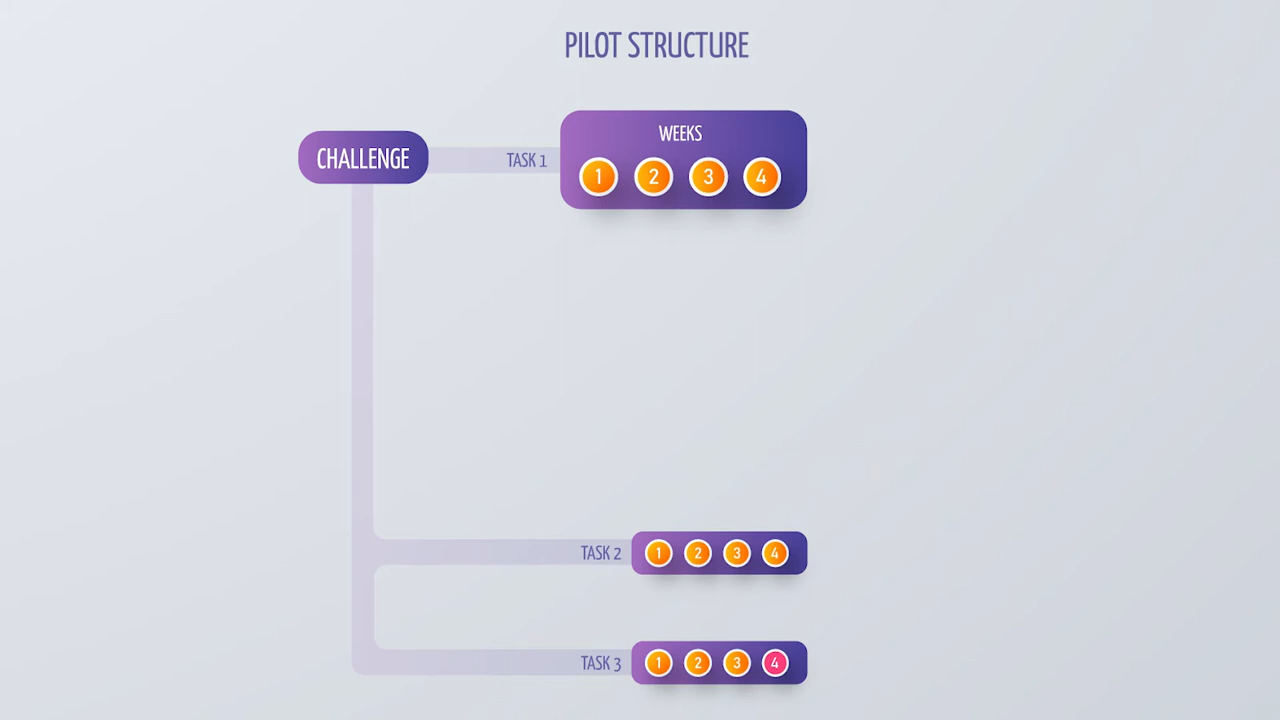 PILOT STRUCTURE
WEEKS
CHALLENGE
TASK 1
1 2 3 4
TASK 2
1 2 3 4
TASK 3
1 2 3 4